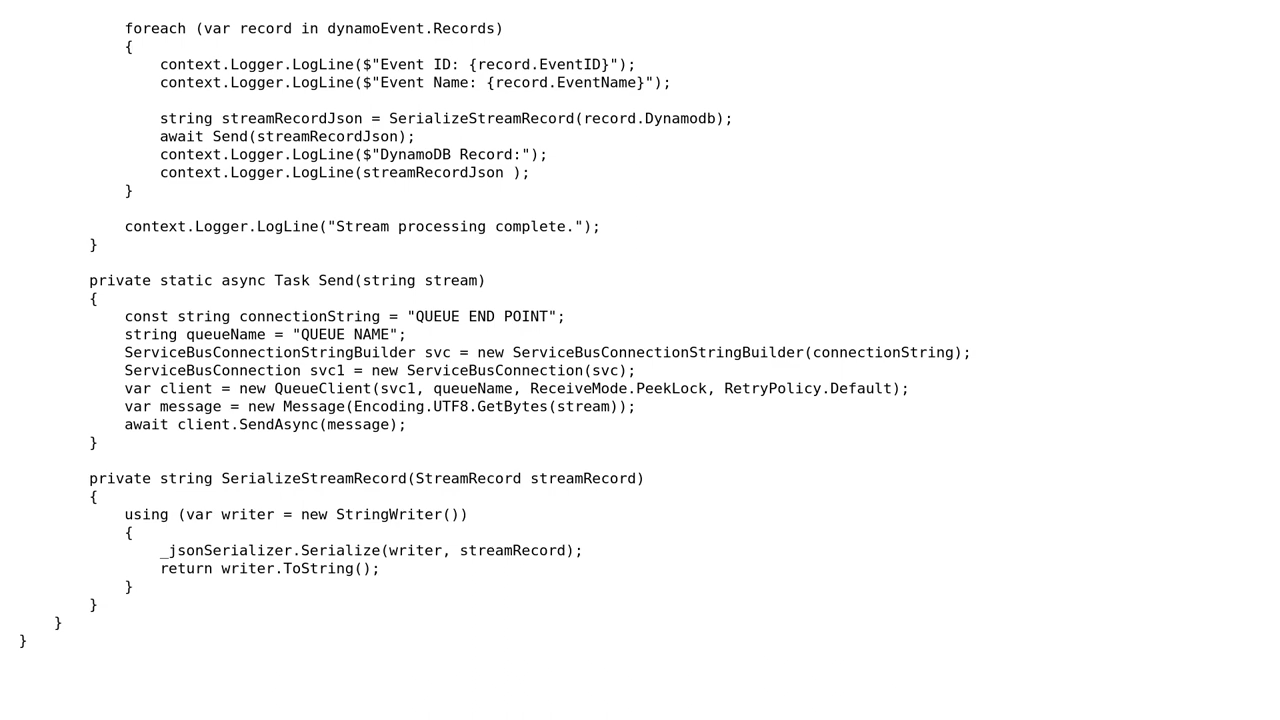 foreach (var record in dynamoEvent.Records)
{
context.Logger.LogLine($"Event ID: {record.EventID}");
context.Logger.LogLine($"Event Name: {record.EventName}");
string streamRecordJson = SerializeStreamRecord(record.Dynamodb);
await Send(streamRecordJson);
context.Logger.LogLine($"DynamoDB Record:");
context.Logger.LogLine(streamRecordJson );
}
context.Logger.LogLine("Stream processing complete.");
}
private static async Task Send(string stream)
{
const string connectionString = "QUEUE END POINT";
string queueName = "QUEUE NAME";
ServiceBusConnectionStringBuilder svc = new ServiceBusConnectionStringBuilder(connectionString);
ServiceBusConnection svc1 = new ServiceBusConnection(svc);
var client = new QueueClient(svc1, queueName, ReceiveMode.PeekLock, RetryPolicy.Default);
var message = new Message(Encoding.UTF8.GetBytes(stream));
await client.SendAsync(message);
}
private string SerializeStreamRecord(StreamRecord streamRecord)
{
using (var writer = new StringWriter())
{
_jsonSerializer.Serialize(writer, streamRecord);
return writer.ToString();
}
}
}
}